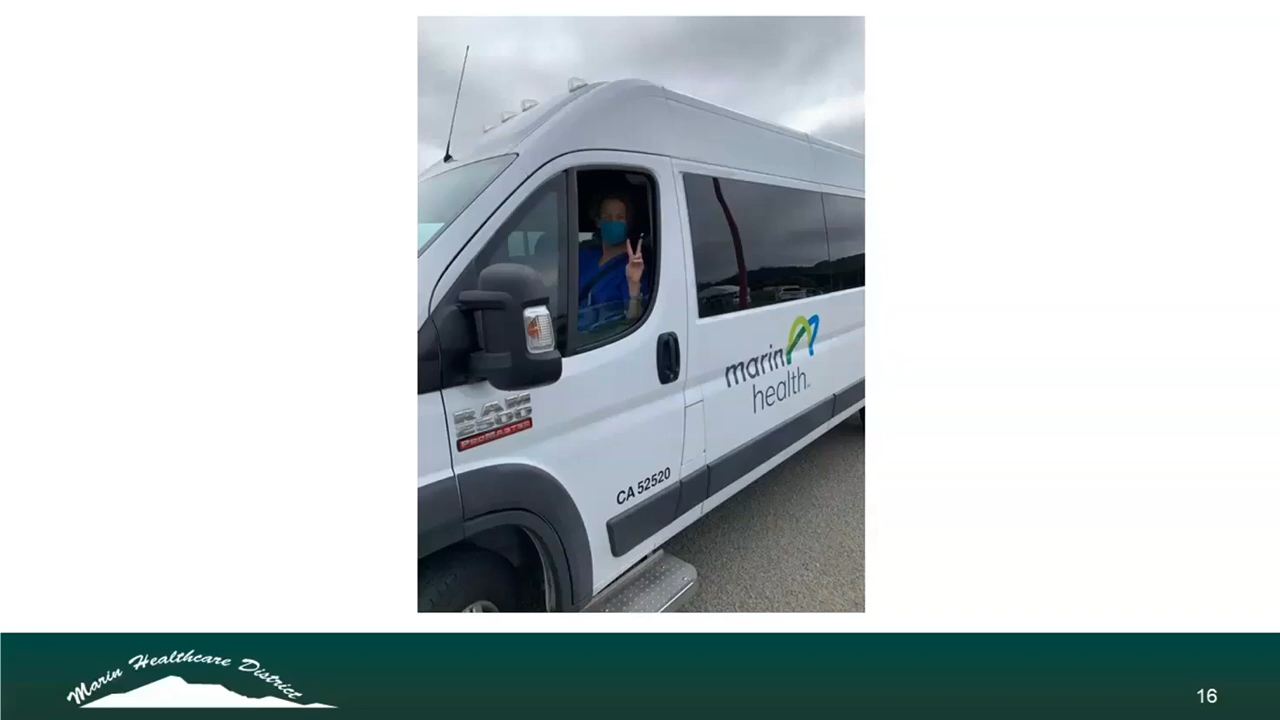 marin
health
RAM
2500
PROMASTER
CA 52520
Marin Healthcare District
16